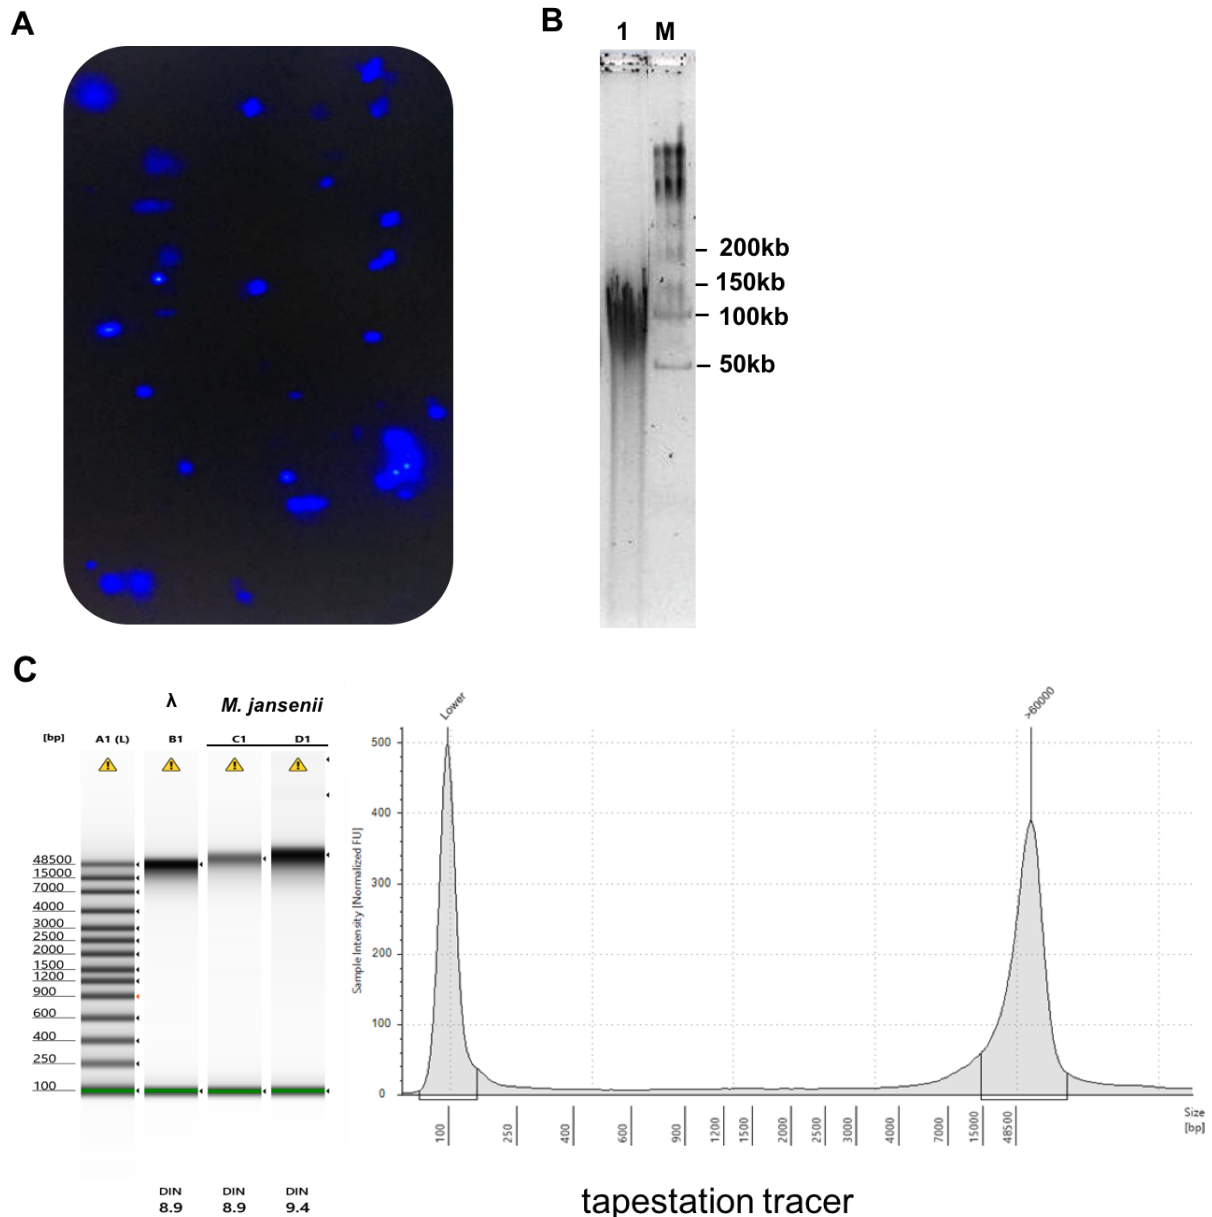 A
B
1 M
200kb
150kb
100kb
50kb
C
λ M. jansenii
[bp] A1 (L) B1 C1 D1
48500
15000
7000
4000
3000
2500
2000
1500
1200
900
600
400
250
100
DIN DIN DIN
8.9 8.9 9.4
Lower >60000
Sample Intensity [Normalized FU]
500
400
300
200
100
0
100 250 400 600 900 1200 1500 2000 2500 3000 4000 7000 15000 48500
Size
[bp]
tapestation tracer